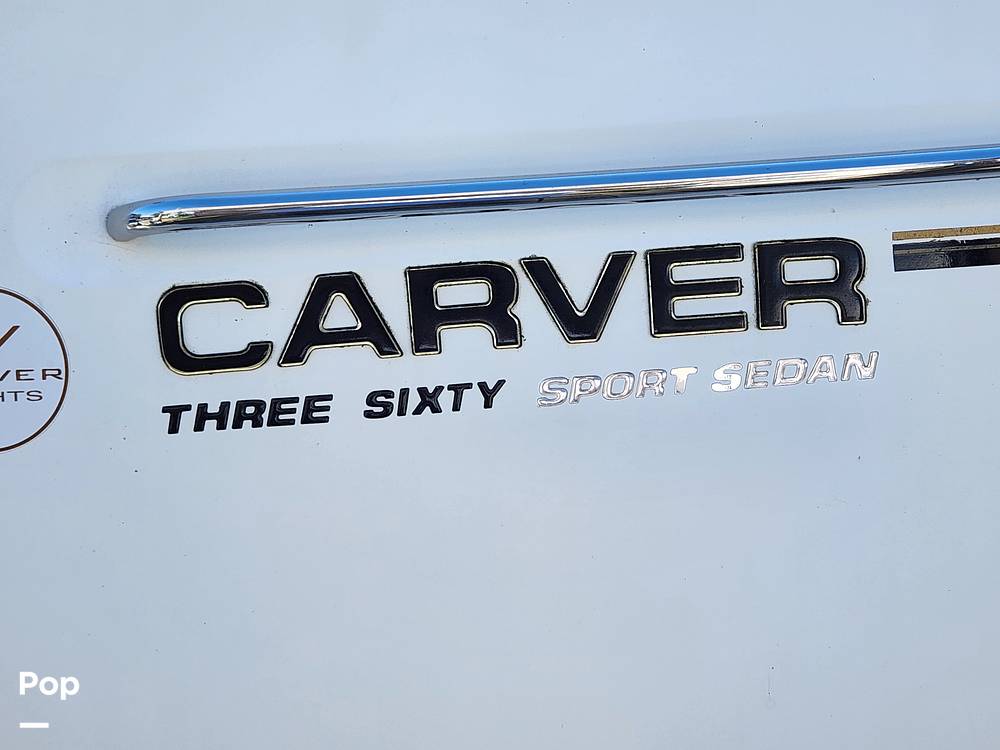 CARVER
THREE SIXTY SPORT SEDAN
Pop